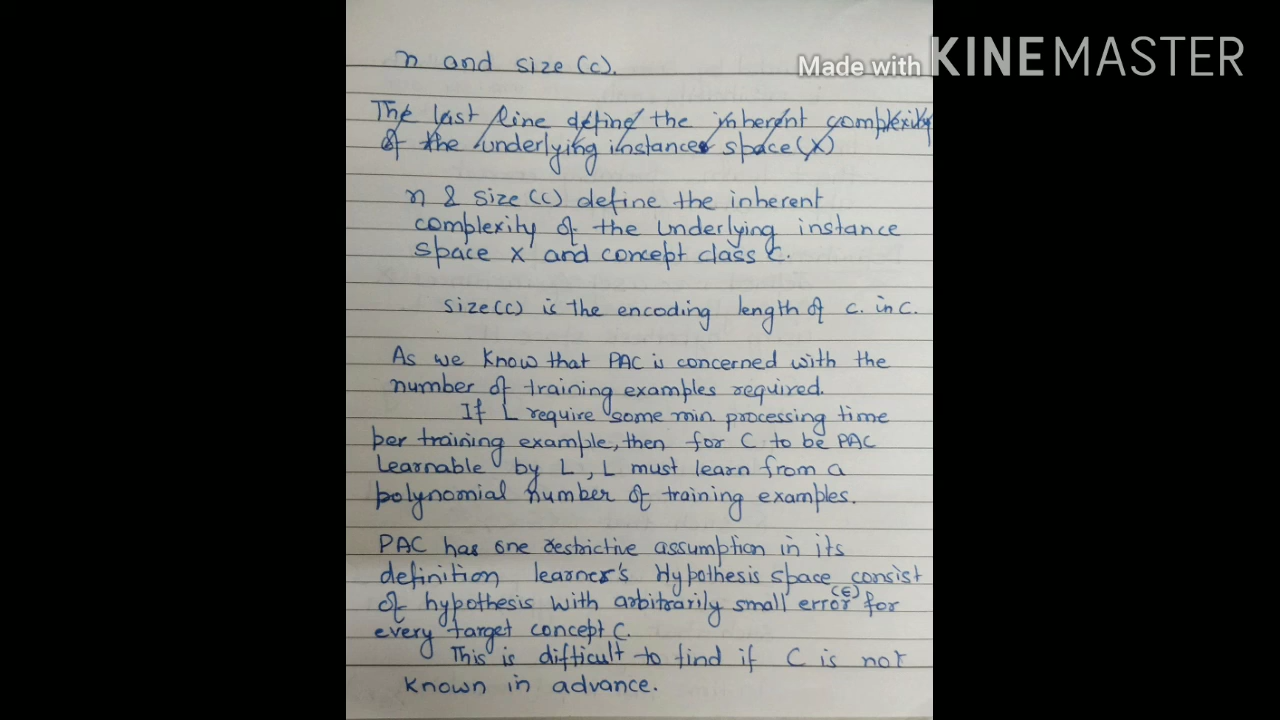 n and size (c).
Made with KINEMASTER
The last line define the inherent complexity
of the underlying instance space (X)
n & size (c) define the inherent
complexity of the underlying instance
space X and concept class C.
size(c) is the encoding length of c. in C.
As we know that PAC is concerned with the
number of training examples required.
If L require some min. processing time
per training example, then for C to be PAC
Learnable by L, L must learn from a
polynomial number of training examples.
PAC has one restrictive assumption in its
definition learner's Hypothesis space consist
of hypothesis with arbitrarily small error (ϵ) for
every target concept C.
This is difficult to find if C is not
known in advance.